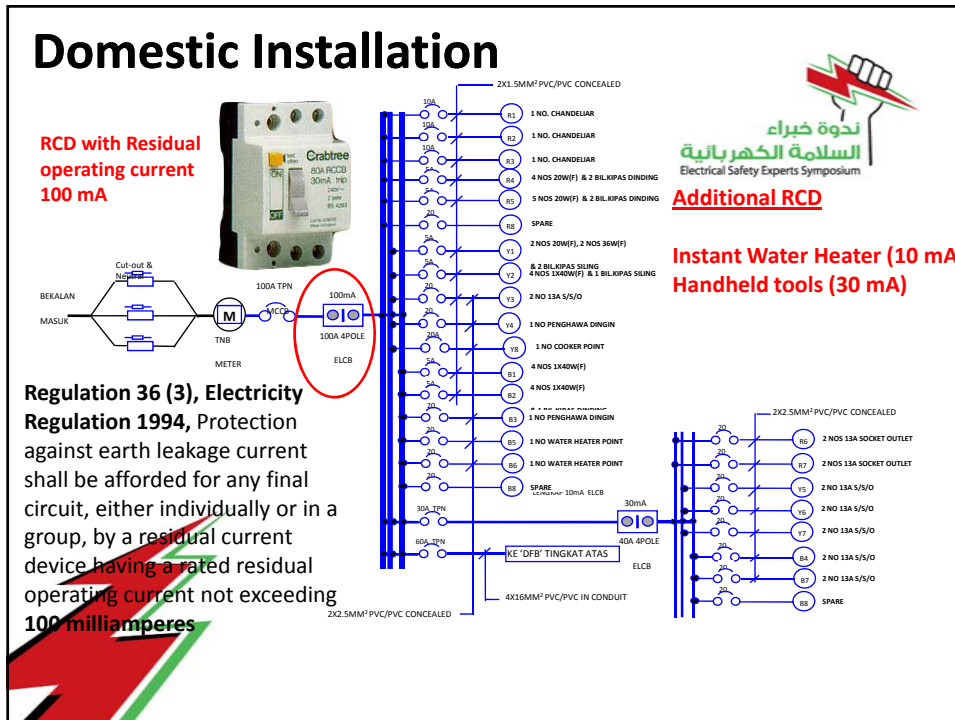 Domestic Installation
RCD with Residual
operating current
100 mA
Crabtree
80A RCCB
30mA trip
240V~
2 pole
BS 4293
ON
OFF
ندوة خبراء
السلامة الكهربائية
Electrical Safety Experts Symposium
Additional RCD
Instant Water Heater (10 mA
Handheld tools (30 mA)
2X1.5MM² PVC/PVC CONCEALED
10A R1 1 NO. CHANDELIAR
10A R2 1 NO. CHANDELIAR
10A R3 1 NO. CHANDELIAR
5A R4 4 NOS 20W(F) & 2 BIL.KIPAS DINDING
5A R5 5 NOS 20W(F) & 2 BIL.KIPAS DINDING
20 R8 SPARE
5A Y1 2 NOS 20W(F), 2 NOS 36W(F)
& 2 BIL.KIPAS SILING
5A Y2 4 NOS 1X40W(F) & 1 BIL.KIPAS SILING
20 Y3 2 NO 13A S/S/O
20 Y4 1 NO PENGHAWA DINGIN
20A Y8 1 NO COOKER POINT
5A B1 4 NOS 1X40W(F)
5A B2 4 NOS 1X40W(F)
20 B3 1 NO PENGHAWA DINGIN
20 B5 1 NO WATER HEATER POINT
20 B6 1 NO WATER HEATER POINT
20 B8 SPARE
LENGKAP 10mA ELCB
30A TPN
60A TPN
KE 'DFB' TINGKAT ATAS
4X16MM² PVC/PVC IN CONDUIT
2X2.5MM² PVC/PVC CONCEALED
Cut-out &
Neutral
BEKALAN
MASUK
M
TNB
METER
100A TPN
MCCB
100mA
100A 4POLE
ELCB
30mA
40A 4POLE
ELCB
2X2.5MM² PVC/PVC CONCEALED
20 R6 2 NOS 13A SOCKET OUTLET
20 R7 2 NOS 13A SOCKET OUTLET
20 Y5 2 NO 13A S/S/O
20 Y6 2 NO 13A S/S/O
20 Y7 2 NO 13A S/S/O
20 B4 2 NO 13A S/S/O
20 B7 2 NO 13A S/S/O
20 B8 SPARE
Regulation 36 (3), Electricity
Regulation 1994, Protection
against earth leakage current
shall be afforded for any final
circuit, either individually or in a
group, by a residual current
device having a rated residual
operating current not exceeding
100 milliamperes